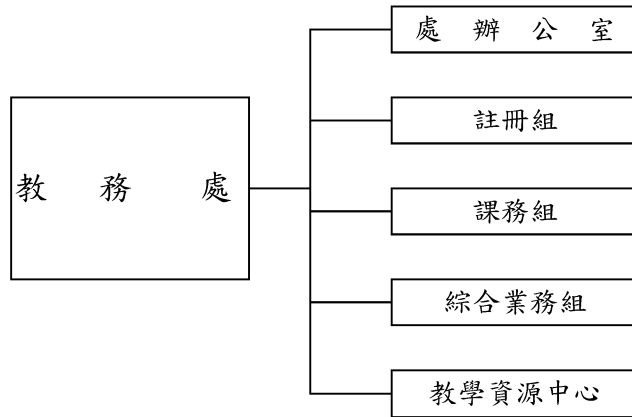 處辦公室
註冊組
教務處
課務組
綜合業務組
教學資源中心